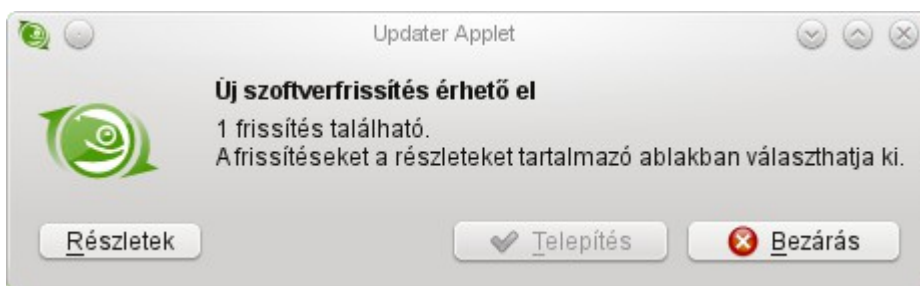 Updater Applet
Új szoftverfrissítés érhető el
1 frissítés található.
A frissítéseket a részleteket tartalmazó ablakban választhatja ki.
Részletek
Telepítés
Bezárás